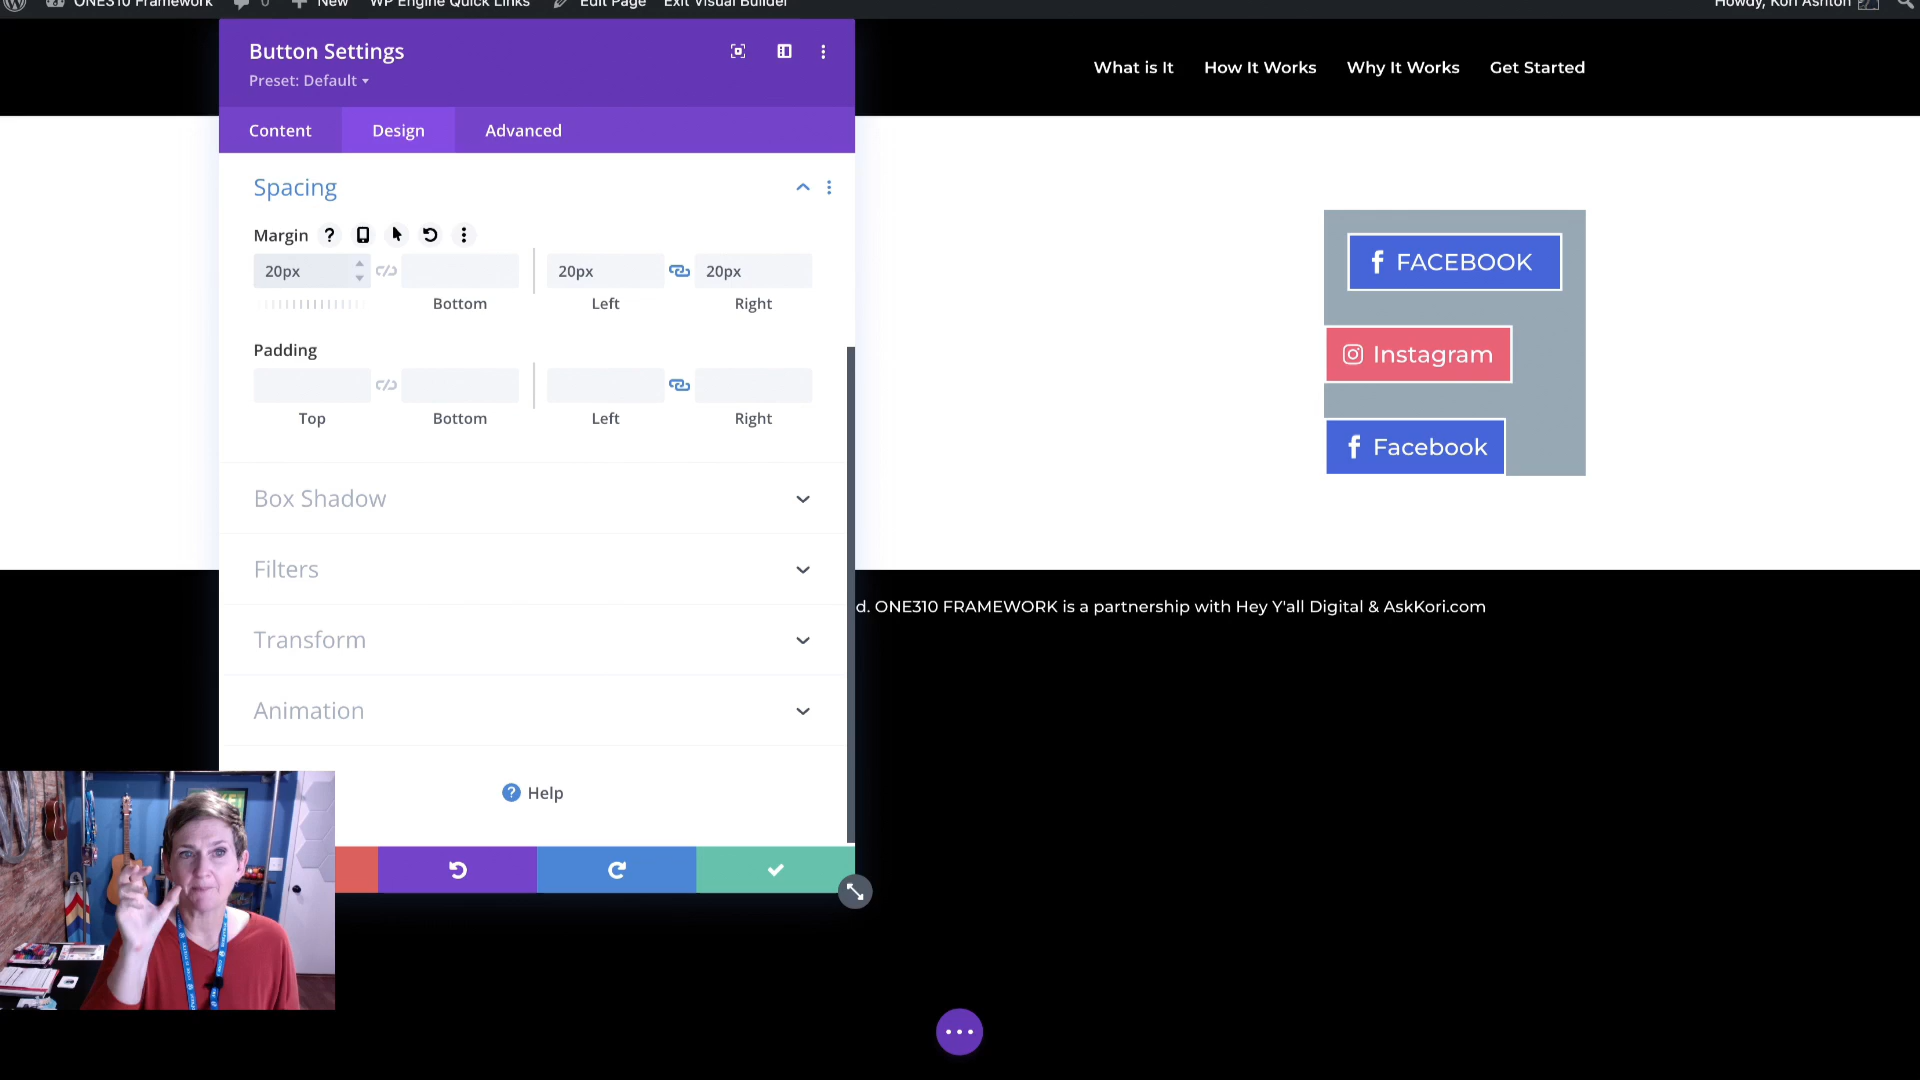 ONE310 Framework 0 New WP Engine Quick Links Edit Page Exit Visual Builder Howdy, Kori Ashton
Button Settings
Preset: Default
What is It How It Works Why It Works Get Started
Content Design Advanced
Spacing
Margin ?
20px 20px 20px
Bottom Left Right
Padding
Top Bottom Left Right
Box Shadow
Filters
Transform
Animation
? Help
FACEBOOK
Instagram
Facebook
d. ONE310 FRAMEWORK is a partnership with Hey Y'all Digital & AskKori.com